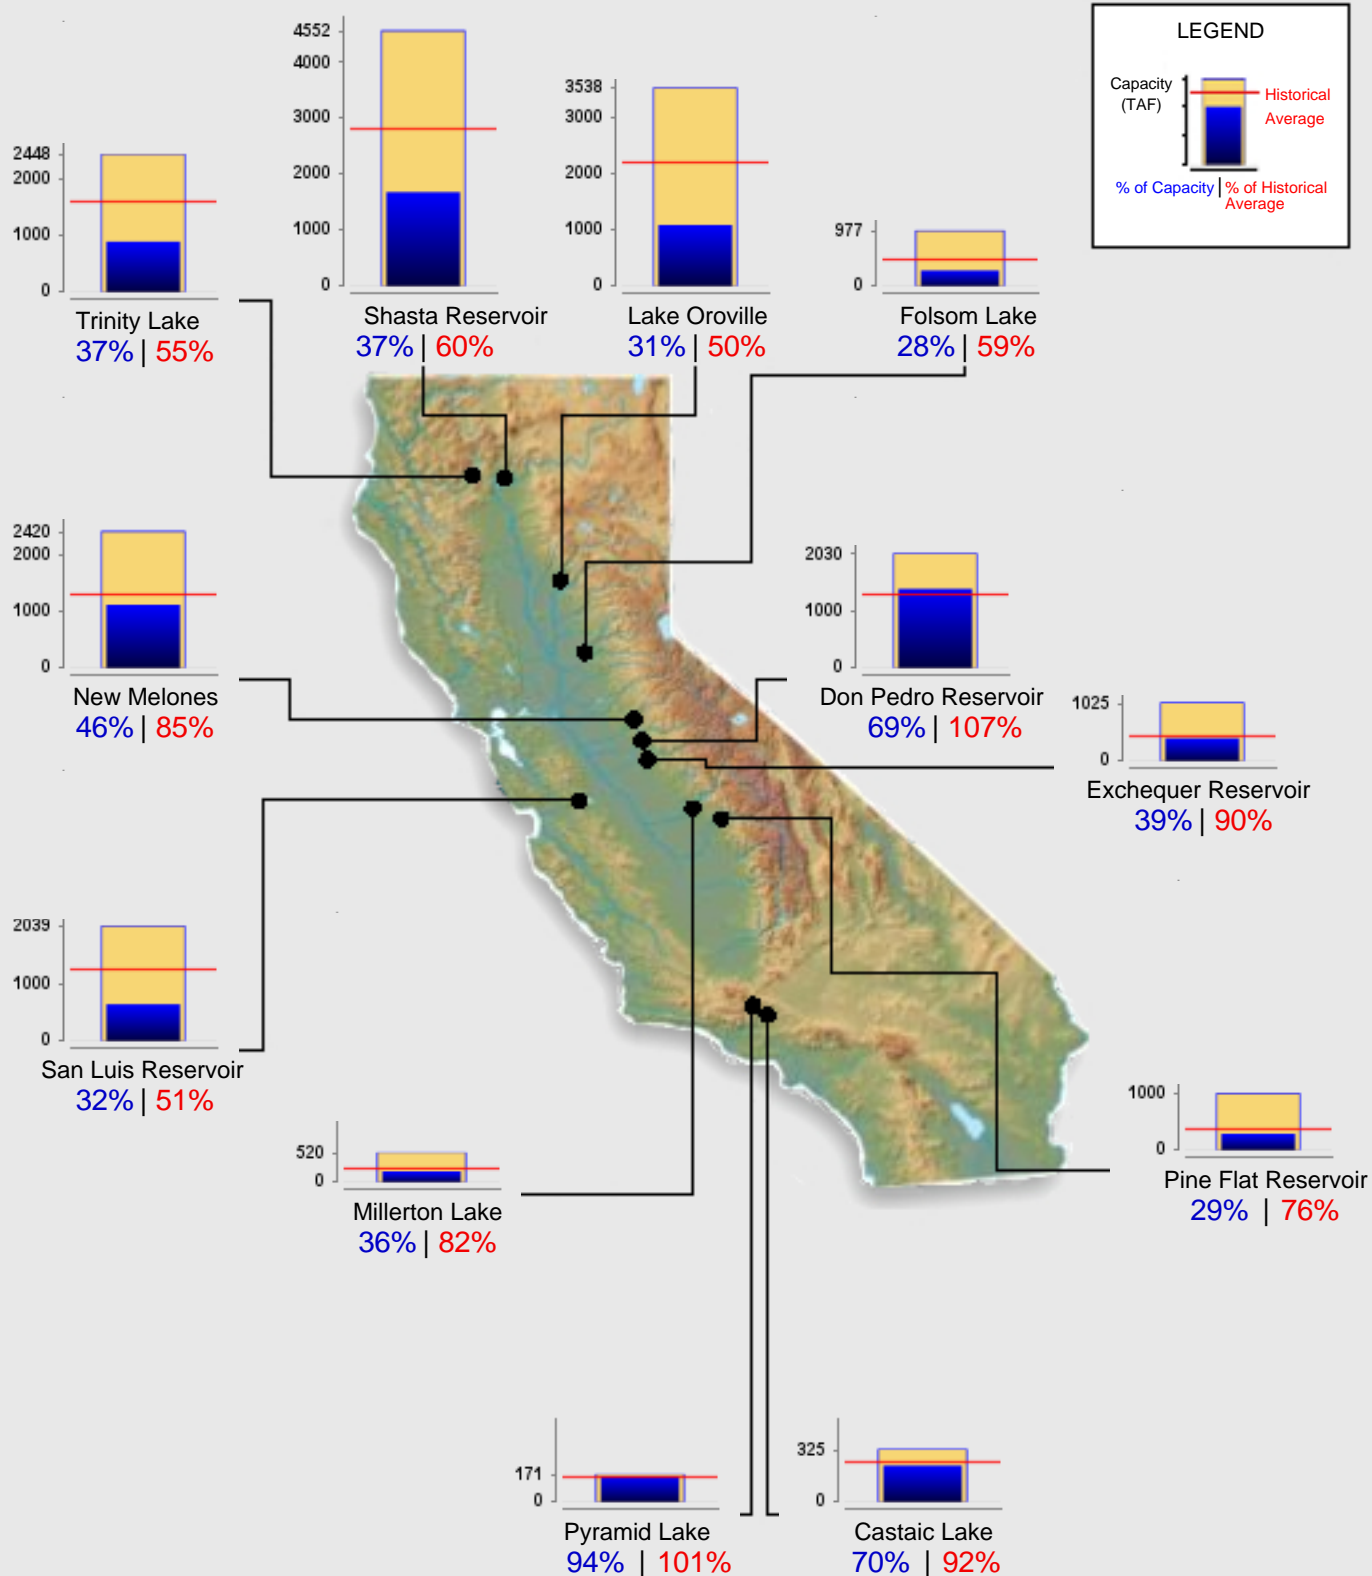 LEGEND
Capacity
(TAF)
Historical
Average
% of Capacity | % of Historical
Average
4552
4000
3000
2000
1000
0
Shasta Reservoir
37% | 60%
3538
3000
2000
1000
0
Lake Oroville
31% | 50%
2448
2000
1000
0
Trinity Lake
37% | 55%
977
0
Folsom Lake
28% | 59%
2420
2000
1000
0
New Melones
46% | 85%
2030
1000
0
Don Pedro Reservoir
69% | 107%
1025
0
Exchequer Reservoir
39% | 90%
2039
1000
0
San Luis Reservoir
32% | 51%
520
0
Millerton Lake
36% | 82%
1000
0
Pine Flat Reservoir
29% | 76%
171
0
Pyramid Lake
94% | 101%
325
0
Castaic Lake
70% | 92%